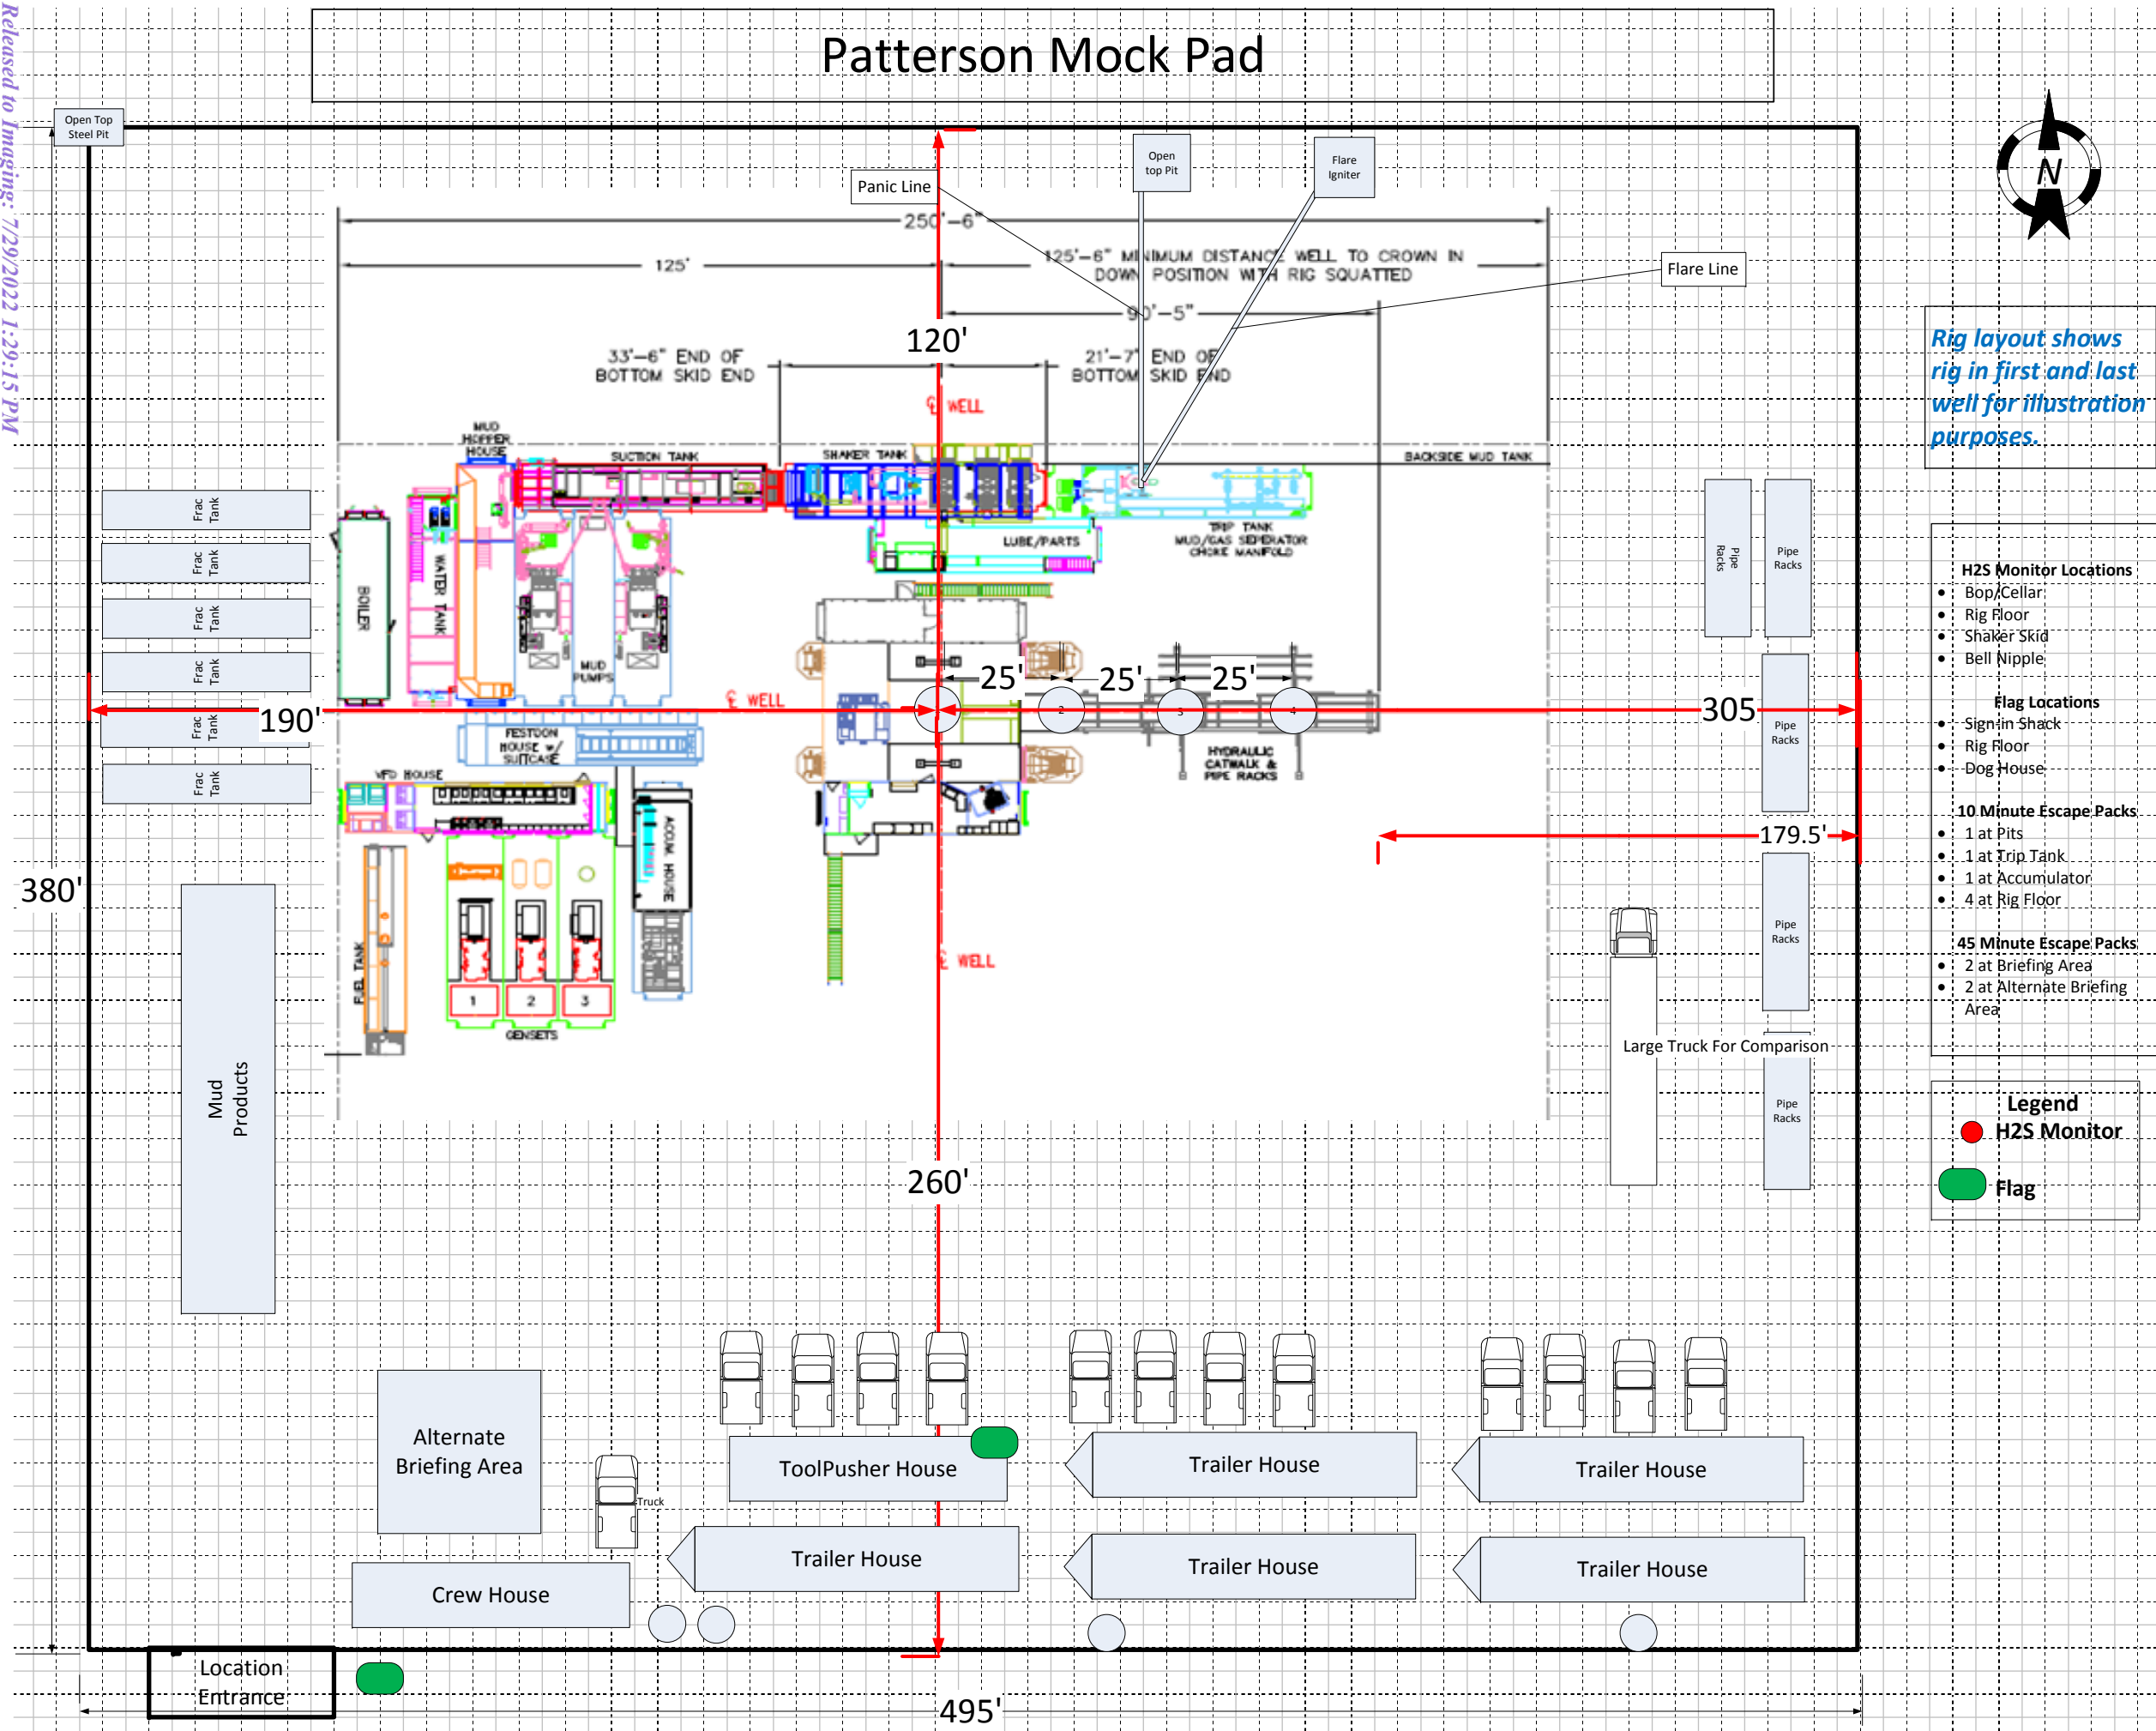 Released to Imaging: 7/29/2022 1:29:15 PM
Patterson Mock Pad
Open Top
Steel Pit
Open
top Pit
Flare
Igniter
N
Panic Line
250'-6"
125'
125'-6" MINIMUM DISTANCE WELL TO CROWN IN
DOWN POSITION WITH RIG SQUATTED
Flare Line
90'-5"
120'
33'-6" END OF
BOTTOM SKID END
21'-7" END OF
BOTTOM SKID END
Rig layout shows
rig in first and last
well for illustration
purposes.
℄ WELL
MUD
HOPPER
HOUSE
SUCTION TANK
SHAKER TANK
BACKSIDE MUD TANK
Frac
Tank
Frac
Tank
Frac
Tank
Frac
Tank
Frac
Tank
Frac
Tank
BOILER
WATER TANK
MUD
PUMPS
LUBE/PARTS
TRIP TANK
MUD/GAS SEPERATOR
CHOKE MANIFOLD
Pipe
Racks
Pipe
Racks
H2S Monitor Locations
• Bop/Cellar
• Rig Floor
• Shaker Skid
• Bell Nipple
Flag Locations
• Sign-in Shack
• Rig Floor
• Dog House
10 Minute Escape Packs
• 1 at Pits
• 1 at Trip Tank
• 1 at Accumulator
• 4 at Rig Floor
45 Minute Escape Packs
• 2 at Briefing Area
• 2 at Alternate Briefing
Area
25'
25'
25'
℄ WELL
190'
2
3
4
305
Pipe
Racks
FESTOON
HOUSE w/
SUITCASE
HYDRAULIC
CATWALK &
PIPE RACKS
VFD HOUSE
ACCUM. HOUSE
179.5'
380'
Pipe
Racks
FUEL TANK
℄ WELL
1
2
3
GENSETS
Large Truck For Comparison
Mud
Products
Pipe
Racks
Legend
H2S Monitor
Flag
260'
Alternate
Briefing Area
Truck
ToolPusher House
Trailer House
Trailer House
Trailer House
Trailer House
Trailer House
Crew House
Location
Entrance
495'